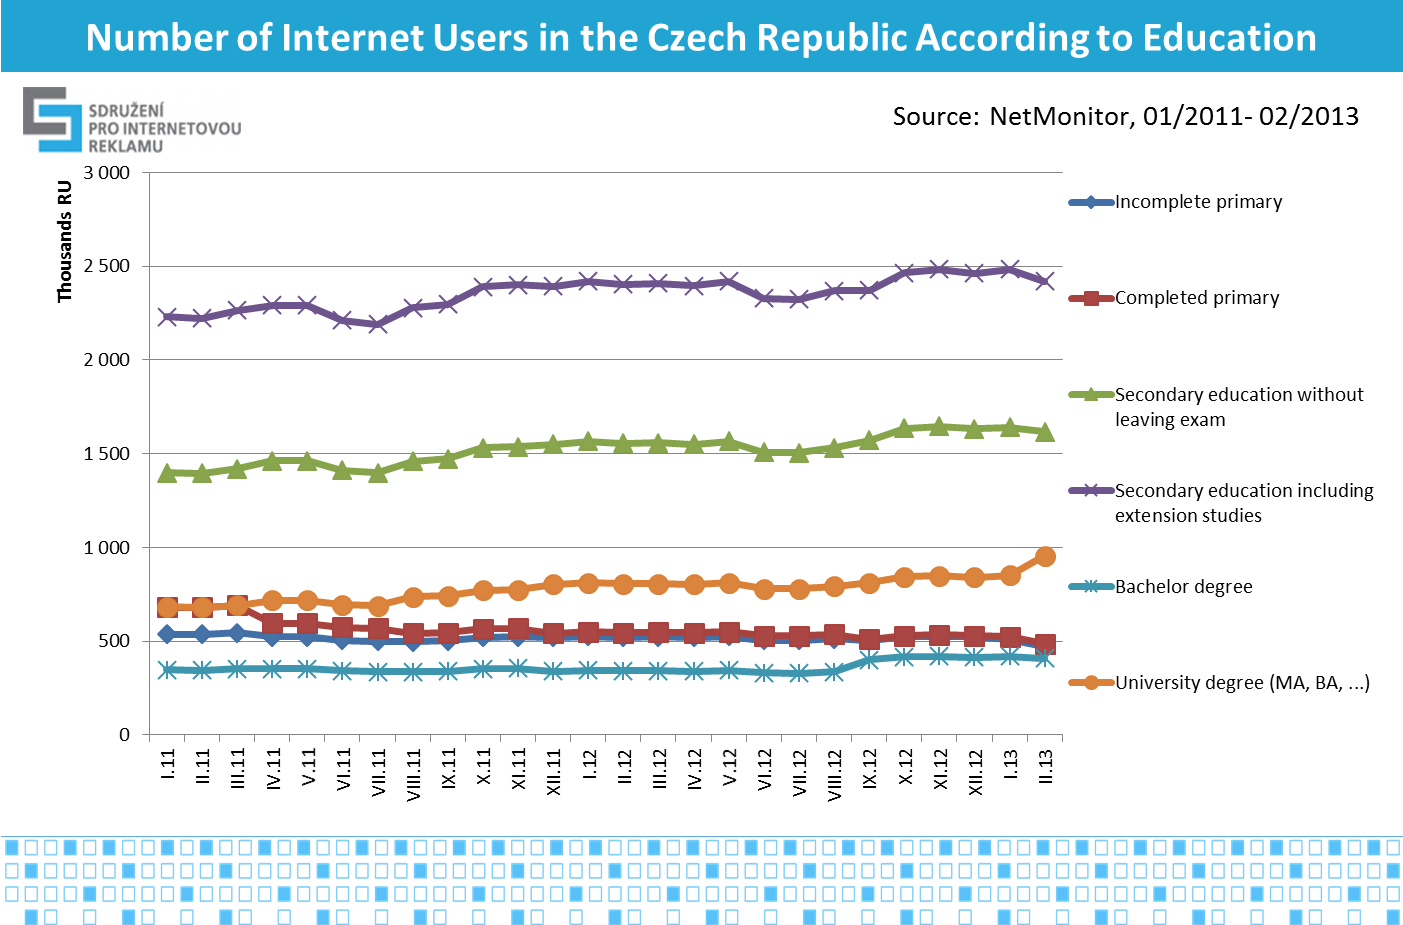 Number of Internet Users in the Czech Republic According to Education
SDRUŽENÍ
PRO INTERNETOVOU
REKLAMU
Source: NetMonitor, 01/2011- 02/2013
Thousands RU
3 000
2 500
2 000
1 500
1 000
500
0
I.11
II.11
III.11
IV.11
V.11
VI.11
VII.11
VIII.11
IX.11
X.11
XI.11
XII.11
I.12
II.12
III.12
IV.12
V.12
VI.12
VII.12
VIII.12
IX.12
X.12
XI.12
XII.12
I.13
II.13
Incomplete primary
Completed primary
Secondary education without
leaving exam
Secondary education including
extension studies
Bachelor degree
University degree (MA, BA, ...)